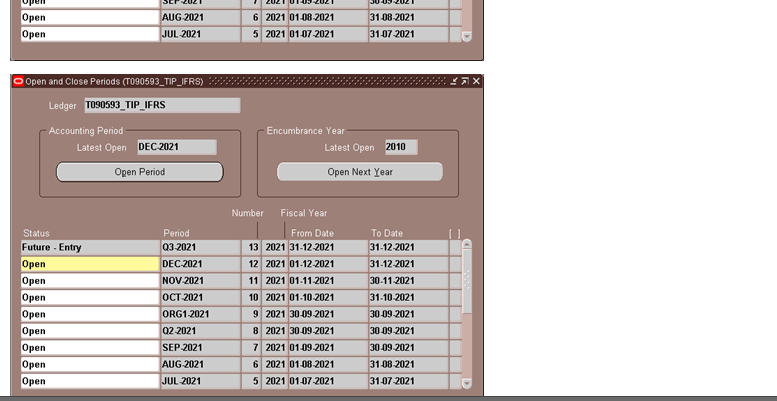 Open SEP-2021 7 2021 01-09-2021 30-09-2021
Open AUG-2021 6 2021 01-08-2021 31-08-2021
Open JUL-2021 5 2021 01-07-2021 31-07-2021
Open and Close Periods (T090593_TIP_IFRS)
Ledger T090593_TIP_IFRS
Accounting Period Encumbrance Year
Latest Open DEC-2021 Latest Open 2010
Open Period Open Next Year
Number Fiscal Year
Status Period From Date To Date [ ]
Future - Entry Q3-2021 13 2021 31-12-2021 31-12-2021
Open DEC-2021 12 2021 01-12-2021 31-12-2021
Open NOV-2021 11 2021 01-11-2021 30-11-2021
Open OCT-2021 10 2021 01-10-2021 31-10-2021
Open ORG1-2021 9 2021 30-09-2021 30-09-2021
Open Q2-2021 8 2021 30-09-2021 30-09-2021
Open SEP-2021 7 2021 01-09-2021 30-09-2021
Open AUG-2021 6 2021 01-08-2021 31-08-2021
Open JUL-2021 5 2021 01-07-2021 31-07-2021